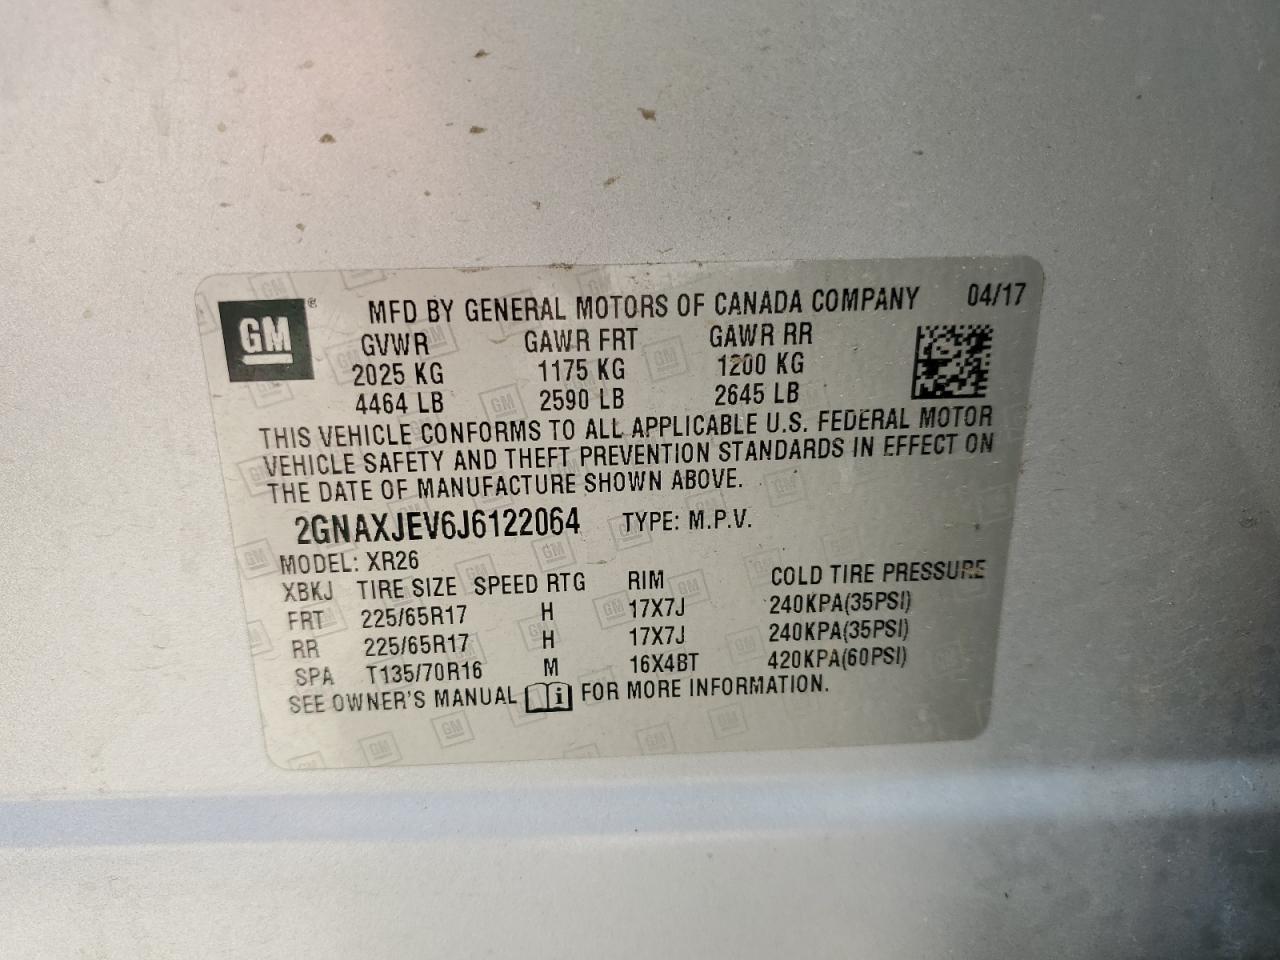 GM ® MFD BY GENERAL MOTORS OF CANADA COMPANY 04/17
GVWR GAWR FRT GAWR RR
2025 KG 1175 KG 1200 KG
4464 LB 2590 LB 2645 LB
THIS VEHICLE CONFORMS TO ALL APPLICABLE U.S. FEDERAL MOTOR
VEHICLE SAFETY AND THEFT PREVENTION STANDARDS IN EFFECT ON
THE DATE OF MANUFACTURE SHOWN ABOVE.
2GNAXJEV6J6122064 TYPE: M.P.V.
MODEL: XR26
XBKJ TIRE SIZE SPEED RTG RIM COLD TIRE PRESSURE
FRT 225/65R17 H 17X7J 240KPA(35PSI)
RR 225/65R17 H 17X7J 240KPA(35PSI)
SPA T135/70R16 M 16X4BT 420KPA(60PSI)
SEE OWNER'S MANUAL i FOR MORE INFORMATION.